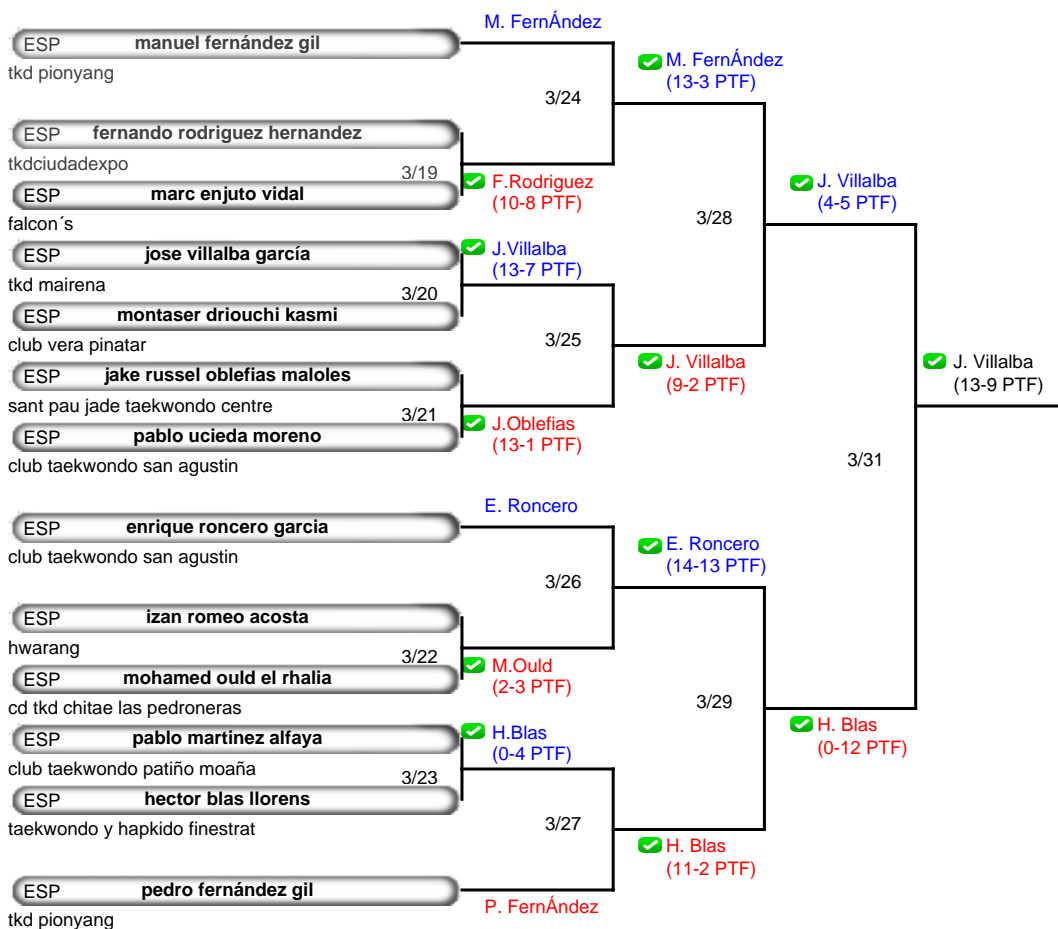 M. FernÁndez
ESP manuel fernández gil
tkd pionyang
M. FernÁndez
(13-3 PTF)
3/24
ESP fernando rodriguez hernandez
tkdciudadexpo
3/19
F.Rodriguez
(10-8 PTF)
J. Villalba
(4-5 PTF)
ESP marc enjuto vidal
falcon´s
3/28
ESP jose villalba garcía
J.Villalba
(13-7 PTF)
tkd mairena
3/20
ESP montaser driouchi kasmi
club vera pinatar
3/25
J. Villalba
(9-2 PTF)
J. Villalba
(13-9 PTF)
ESP jake russel oblefias maloles
sant pau jade taekwondo centre
3/21
J.Oblefias
(13-1 PTF)
ESP pablo ucieda moreno
club taekwondo san agustin
3/31
E. Roncero
ESP enrique roncero garcia
club taekwondo san agustin
E. Roncero
(14-13 PTF)
3/26
ESP izan romeo acosta
hwarang
3/22
M.Ould
(2-3 PTF)
ESP mohamed ould el rhalia
cd tkd chitae las pedroneras
3/29
ESP pablo martinez alfaya
H.Blas
(0-4 PTF)
H. Blas
(0-12 PTF)
club taekwondo patiño moaña
3/23
ESP hector blas llorens
taekwondo y hapkido finestrat
3/27
H. Blas
(11-2 PTF)
ESP pedro fernández gil
P. FernÁndez
tkd pionyang